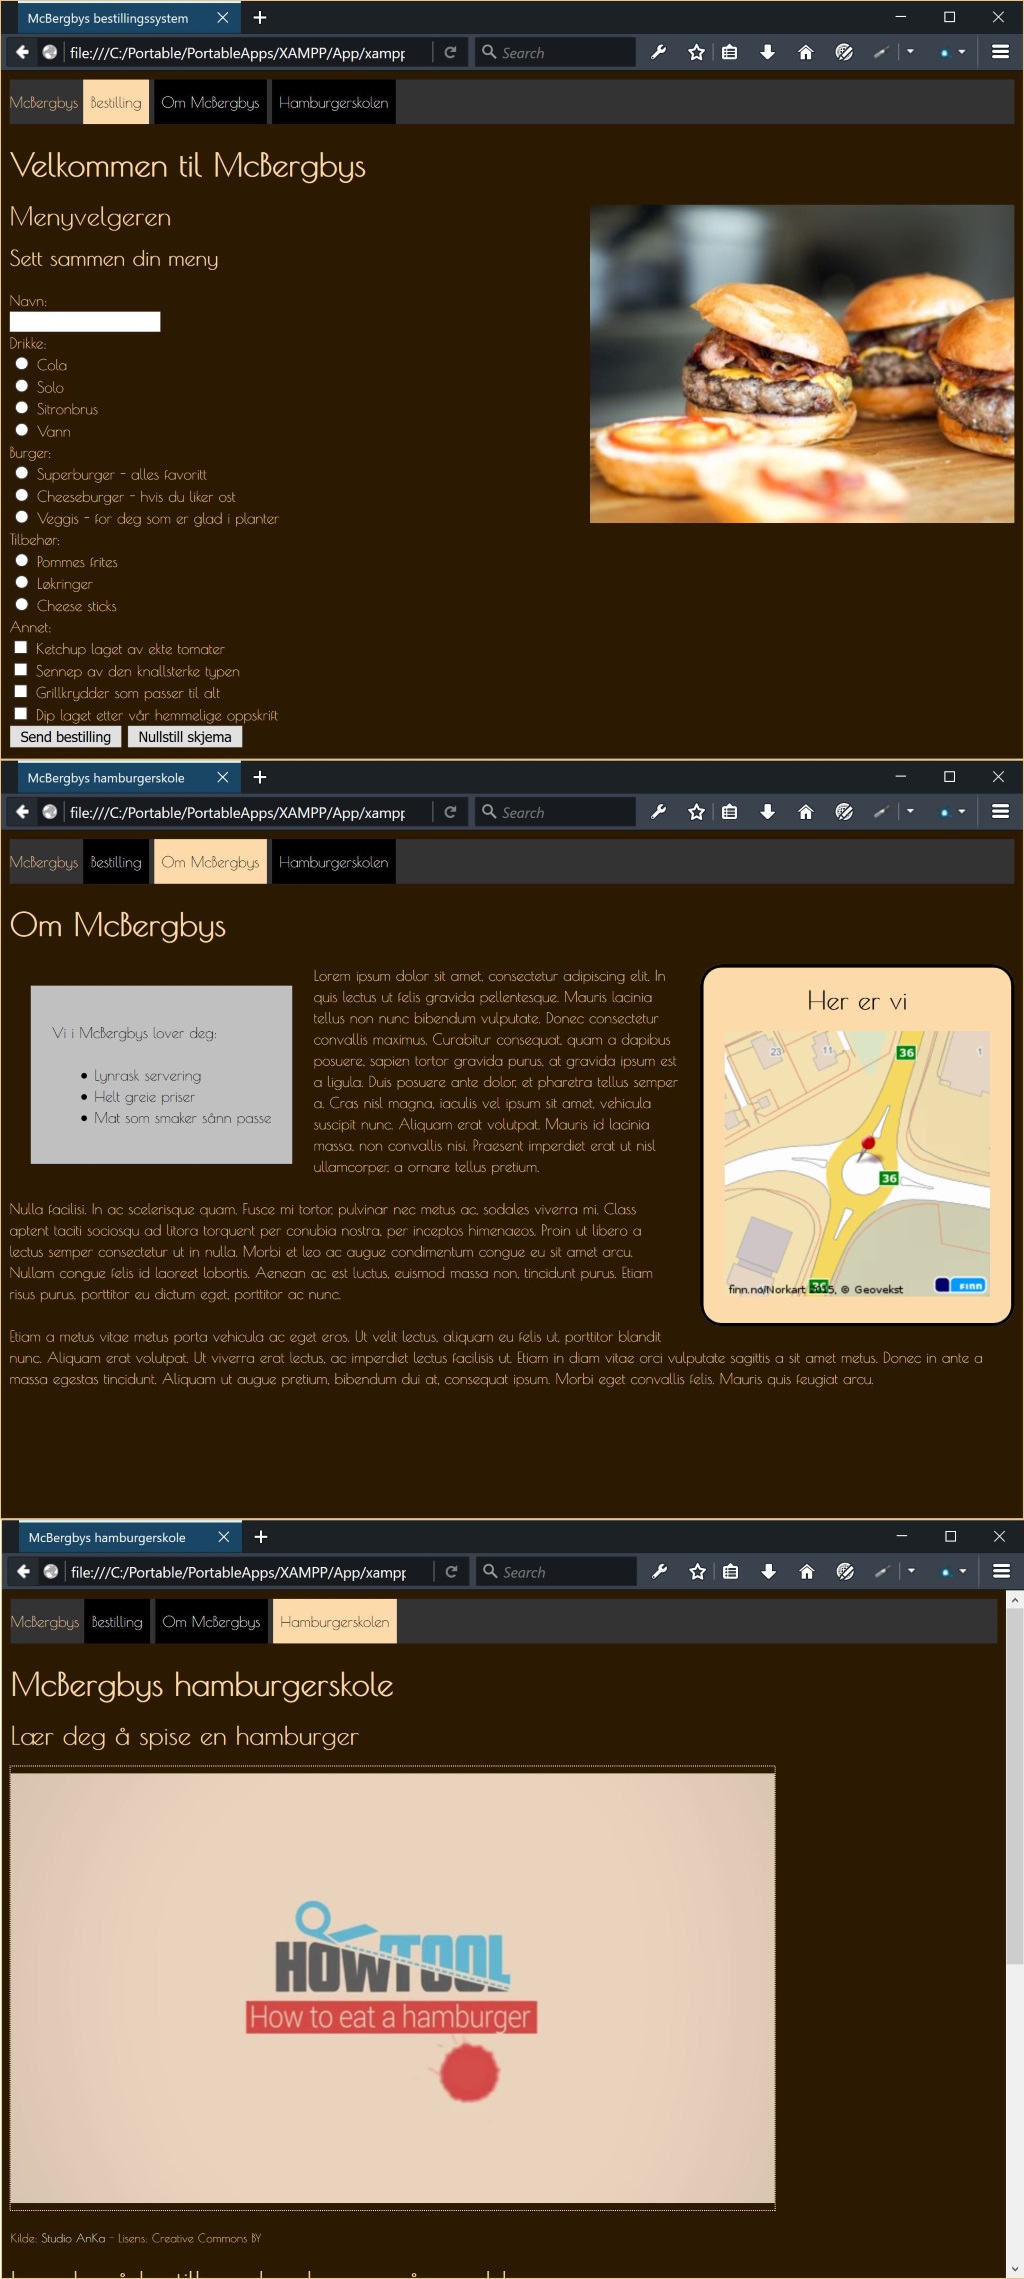 McBergbys bestillingssystem
file:///C:/Portable/PortableApps/XAMPP/App/xampp
Search
McBergbys Bestilling Om McBergbys Hamburgerskolen
Velkommen til McBergbys
Menyvelgeren
Sett sammen din meny
Navn:
Drikke:
Cola
Solo
Sitronbrus
Vann
Burger:
Superburger - alles favoritt
Cheeseburger - hvis du liker ost
Veggis - for deg som er glad i planter
Tilbehør:
Pommes frites
Løkringer
Cheese sticks
Annet:
Ketchup laget av ekte tomater
Sennep av den knallsterke typen
Grillkrydder som passer til alt
Dip laget etter vår hemmelige oppskrift
Send bestilling Nullstill skjema
McBergbys hamburgerskole
file:///C:/Portable/PortableApps/XAMPP/App/xampp
Search
McBergbys Bestilling Om McBergbys Hamburgerskolen
Om McBergbys
Vi i McBergbys lover deg:
Lynrask servering
Helt greie priser
Mat som smaker sånn passe
Lorem ipsum dolor sit amet, consectetur adipiscing elit. In
quis lectus ut felis gravida pellentesque. Mauris lacinia
tellus non nunc bibendum vulputate. Donec consectetur
convallis maximus. Curabitur consequat, quam a dapibus
posuere, sapien tortor gravida purus, at gravida ipsum est
a ligula. Duis posuere ante dolor, et pharetra tellus semper
a. Cras nisl magna, iaculis vel ipsum sit amet, vehicula
suscipit nunc. Aliquam erat volutpat. Mauris id lacinia
massa, non convallis nisi. Praesent imperdiet erat ut nisl
ullamcorper, a ornare tellus pretium.
Nulla facilisi. In ac scelerisque quam. Fusce mi tortor, pulvinar nec metus ac, sodales viverra mi. Class
aptent taciti sociosqu ad litora torquent per conubia nostra, per inceptos himenaeos. Proin ut libero a
lectus semper consectetur ut in nulla. Morbi et leo ac augue condimentum congue eu sit amet arcu.
Nullam congue felis id laoreet lobortis. Aenean ac est luctus, euismod massa non, tincidunt purus. Etiam
risus purus, porttitor eu dictum eget, porttitor ac nunc.
Etiam a metus vitae metus porta vehicula ac eget eros. Ut velit lectus, aliquam eu felis ut, porttitor blandit
nunc. Aliquam erat volutpat. Ut viverra erat lectus, ac imperdiet lectus facilisis ut. Etiam in diam vitae orci vulputate sagittis a sit amet metus. Donec in ante a
massa egestas tincidunt. Aliquam ut augue pretium, bibendum dui at, consequat ipsum. Morbi eget convallis felis. Mauris quis feugiat arcu.
Her er vi
23 11 36 1
36
36
finn.no/Norkart 2015, © Geovekst
FINN
McBergbys hamburgerskole
file:///C:/Portable/PortableApps/XAMPP/App/xampp
Search
McBergbys Bestilling Om McBergbys Hamburgerskolen
McBergbys hamburgerskole
Lær deg å spise en hamburger
HOWTOOL
How to eat a hamburger
Kilde: Studio AnKa - Lisens: Creative Commons BY